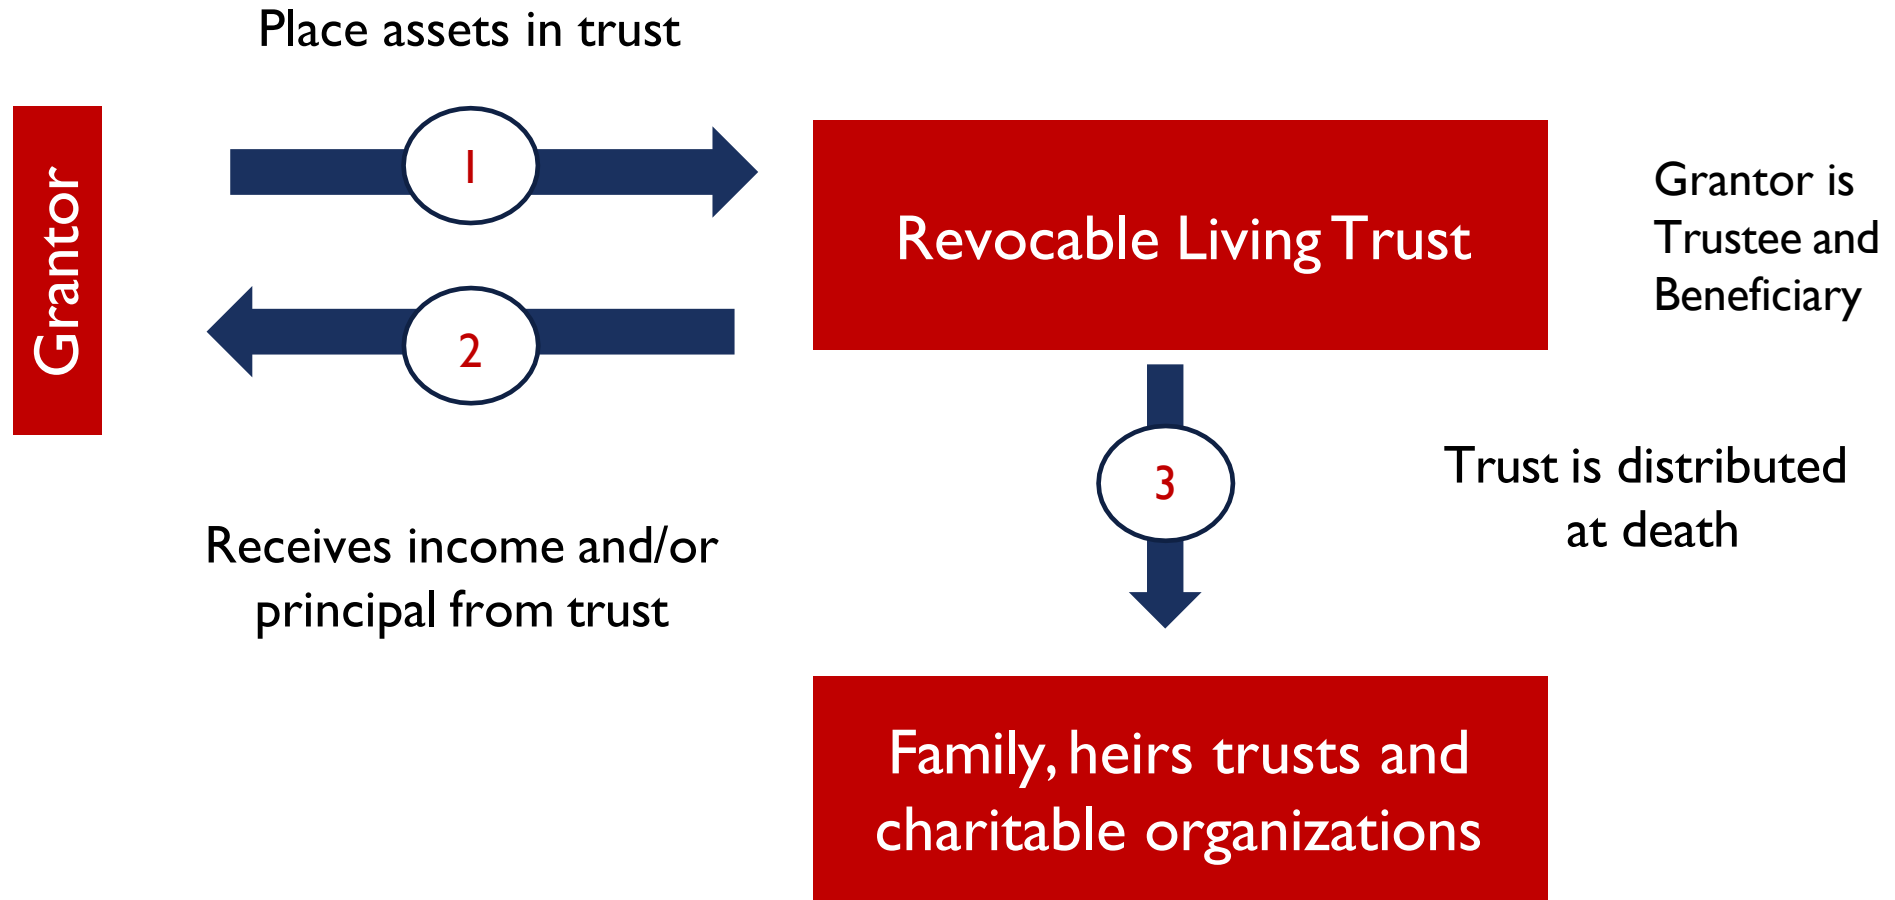 Place assets in trust
Grantor
1
Revocable Living Trust
Grantor is
Trustee and
Beneficiary
2
3
Trust is distributed
at death
Receives income and/or
principal from trust
Family, heirs trusts and
charitable organizations